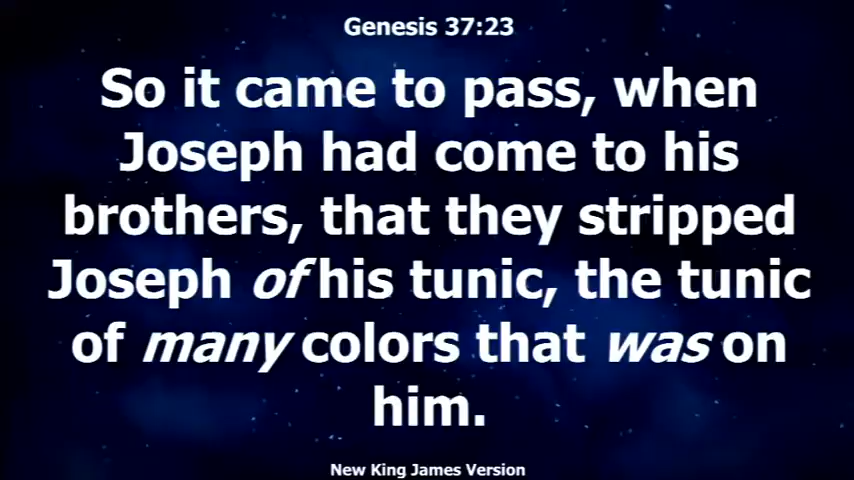 Genesis 37:23
So it came to pass, when
Joseph had come to his
brothers, that they stripped
Joseph of his tunic, the tunic
of many colors that was on
him.
New King James Version